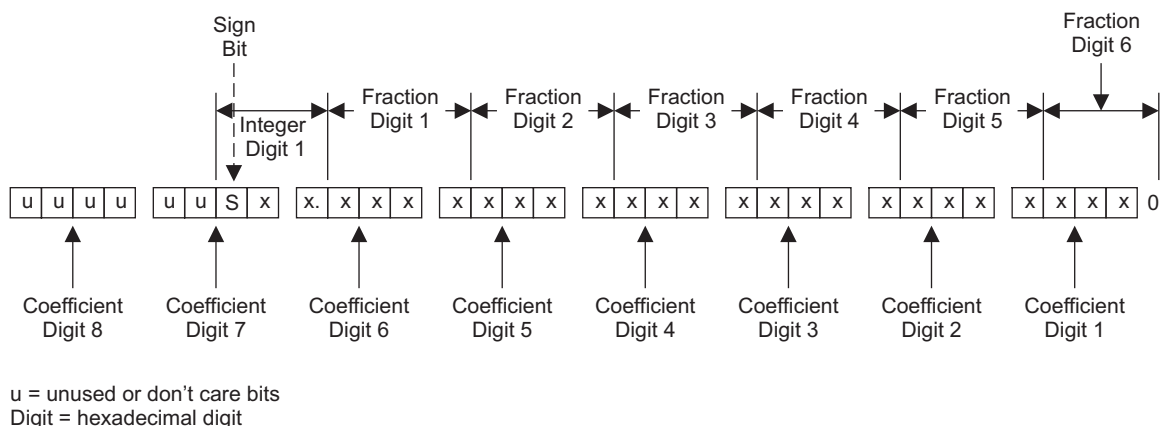 Sign
Bit
Fraction
Digit 6
Integer
Digit 1
Fraction
Digit 1
Fraction
Digit 2
Fraction
Digit 3
Fraction
Digit 4
Fraction
Digit 5
u u u u u u S x x. x x x x x x x x x x x x x x x x x x x x x x x 0
Coefficient
Digit 8
Coefficient
Digit 7
Coefficient
Digit 6
Coefficient
Digit 5
Coefficient
Digit 4
Coefficient
Digit 3
Coefficient
Digit 2
Coefficient
Digit 1
u = unused or don’t care bits
Digit = hexadecimal digit